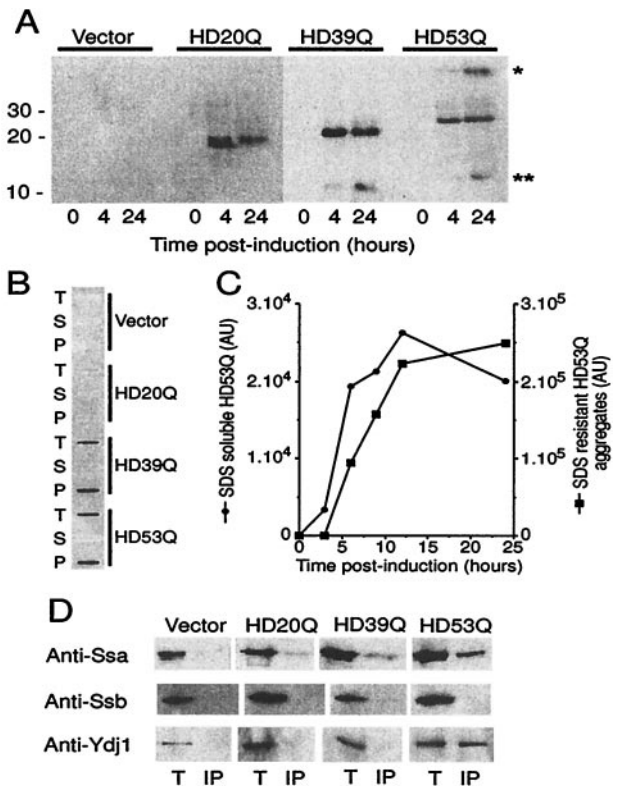 A
Vector HD20Q HD39Q HD53Q
*
30 -
20 -
**
10 -
0 4 24 0 4 24 0 4 24 0 4 24
Time post-induction (hours)
B
T
S Vector
P
T
S HD20Q
P
T
S HD39Q
P
T
S HD53Q
P
C
SDS soluble HD53Q (AU)
3.10⁴
2.10⁴
1.10⁴
0
3.10⁵
2.10⁵
1.10⁵
0
SDS resistant HD53Q
aggregates (AU)
0 5 10 15 20 25
Time post-induction (hours)
D
Vector HD20Q HD39Q HD53Q
Anti-Ssa
Anti-Ssb
Anti-Ydj1
T IP T IP T IP T IP